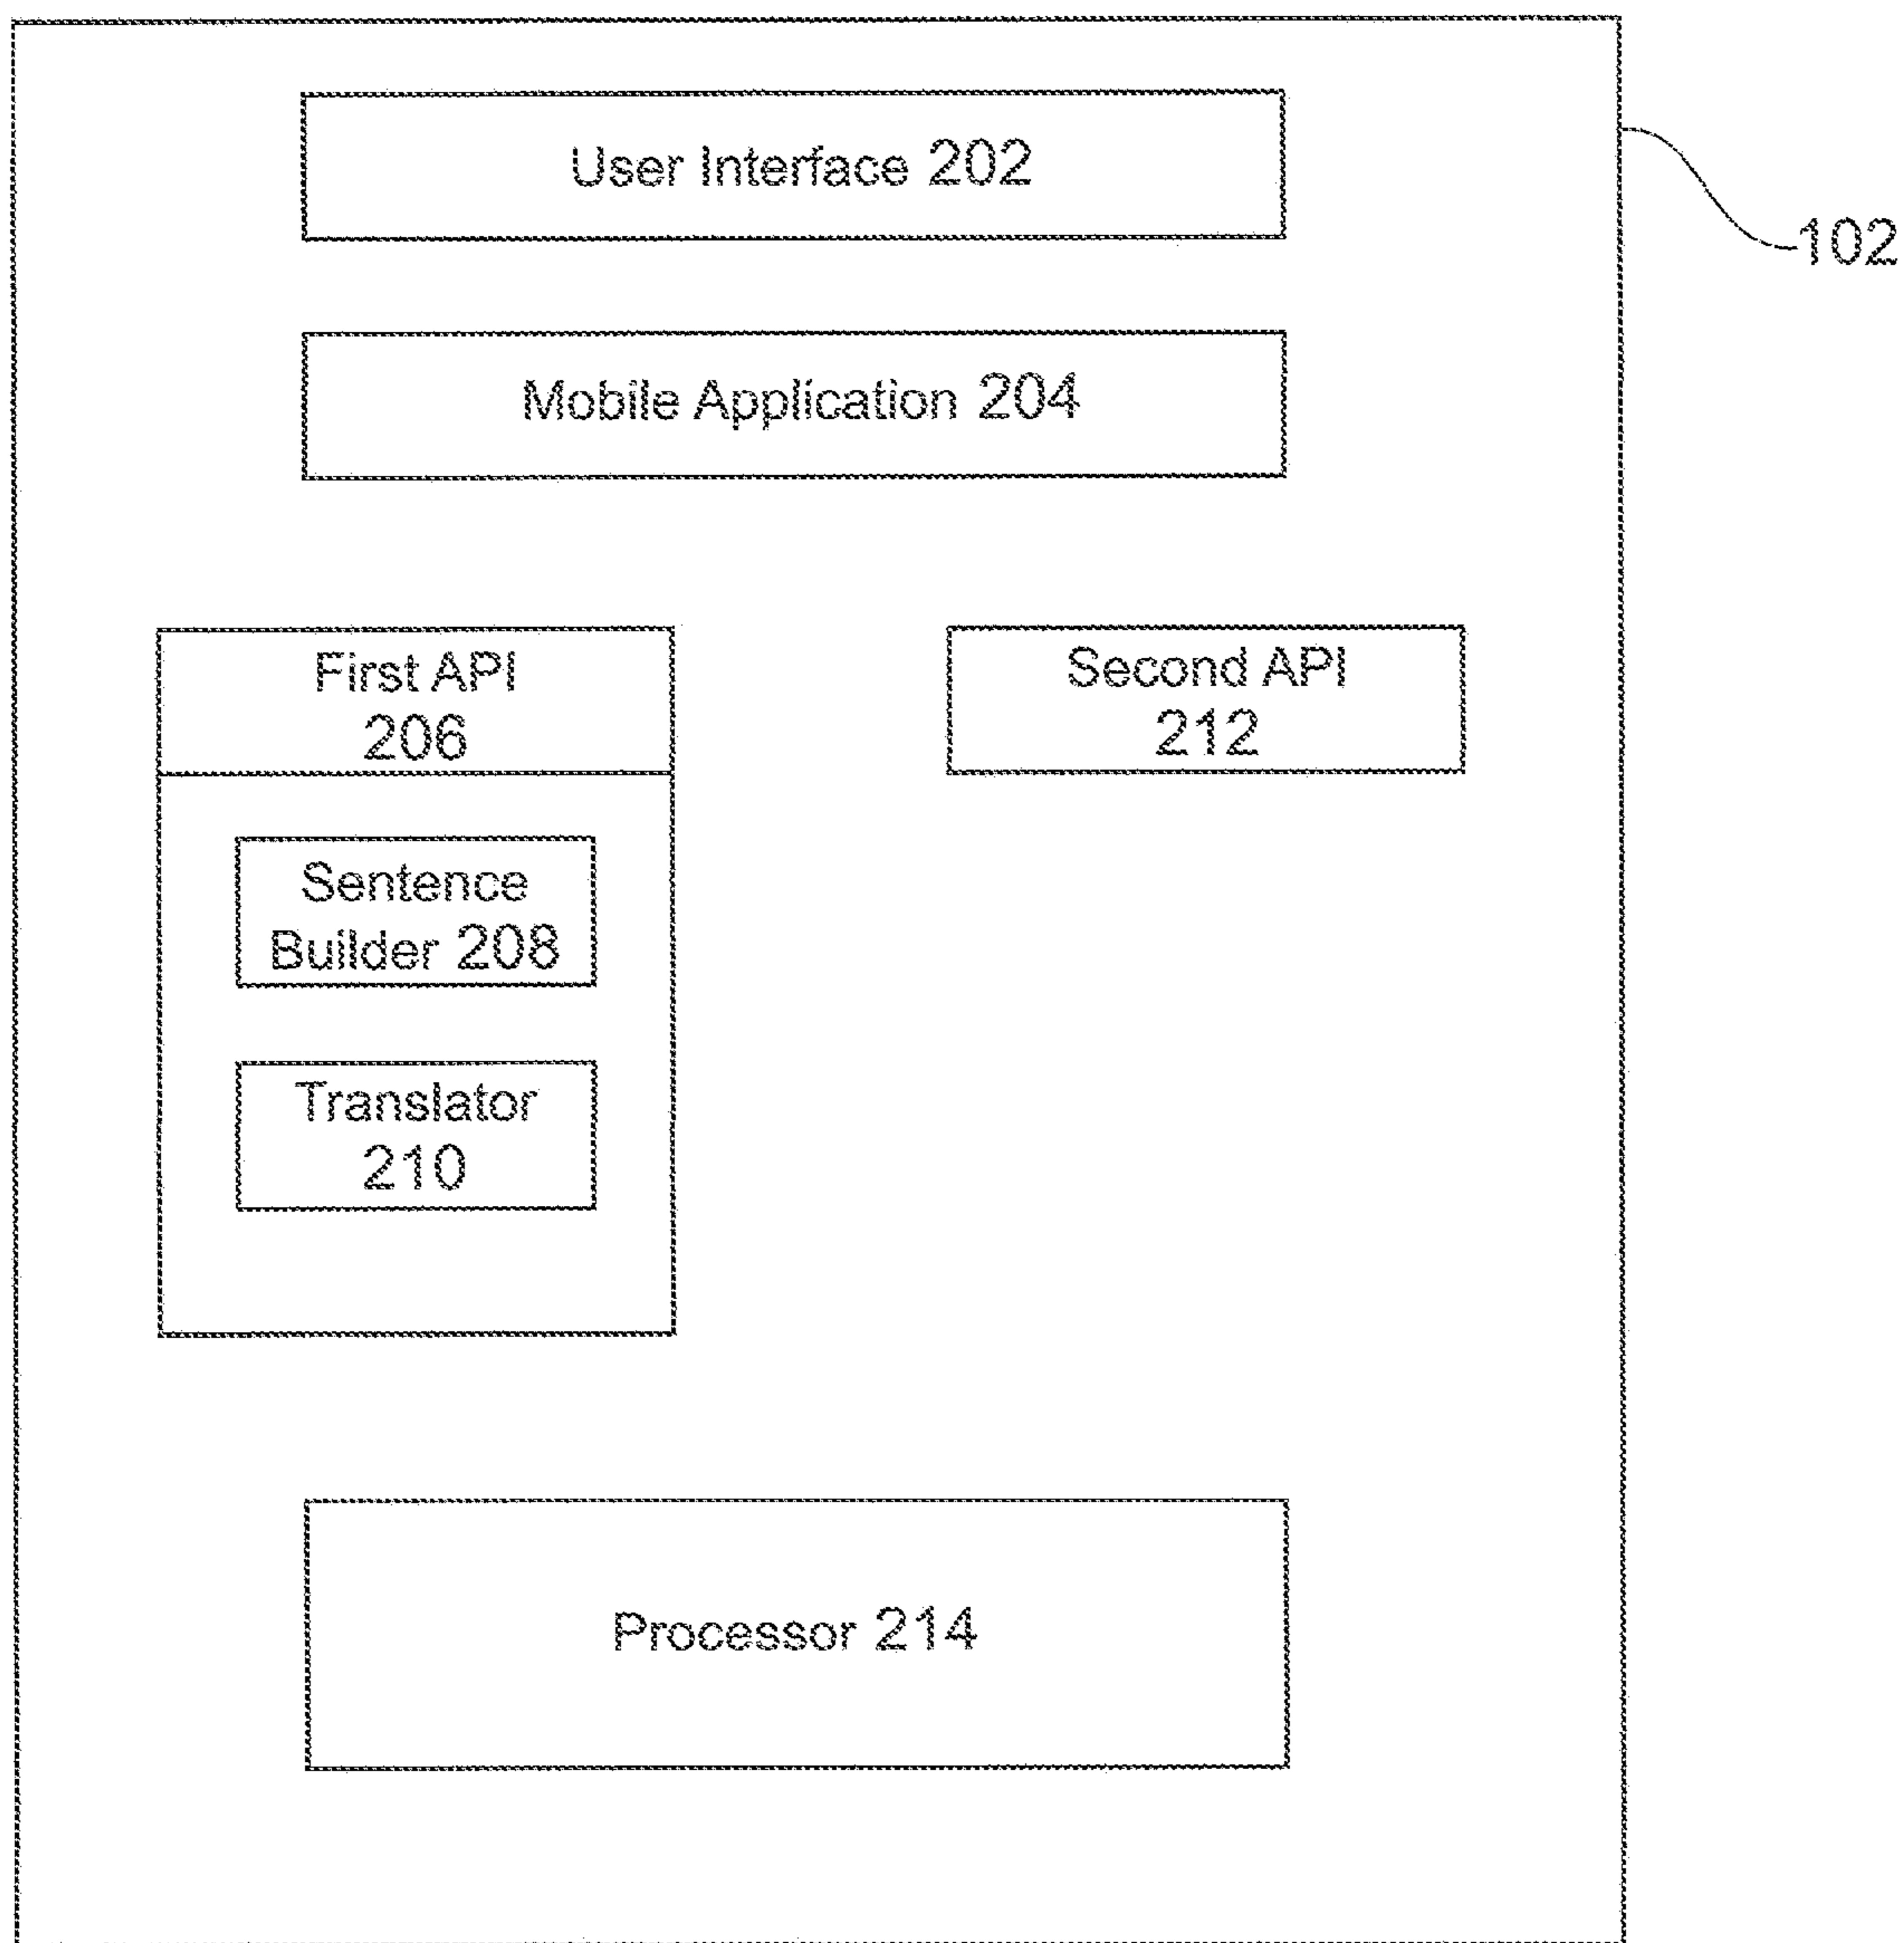 User Interface 202
102
Mobile Application 204
First API
206
Second API
212
Sentence
Builder 208
Translator
210
Processor 214